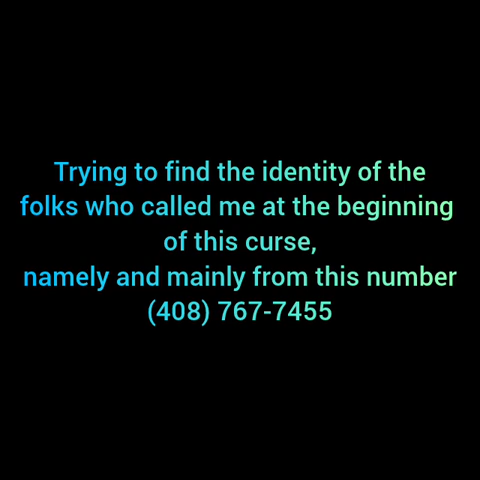 Trying to find the identity of the
folks who called me at the beginning
of this curse,
namely and mainly from this number
(408) 767-7455